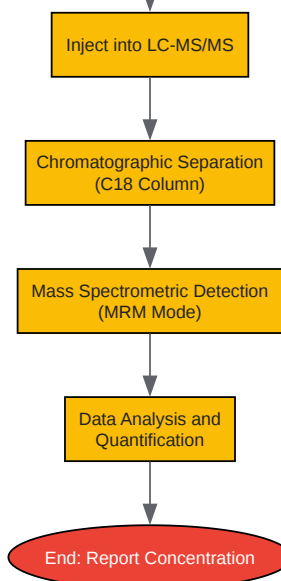 Inject into LC-MS/MS
Chromatographic Separation
(C18 Column)
Mass Spectrometric Detection
(MRM Mode)
Data Analysis and
Quantification
End: Report Concentration